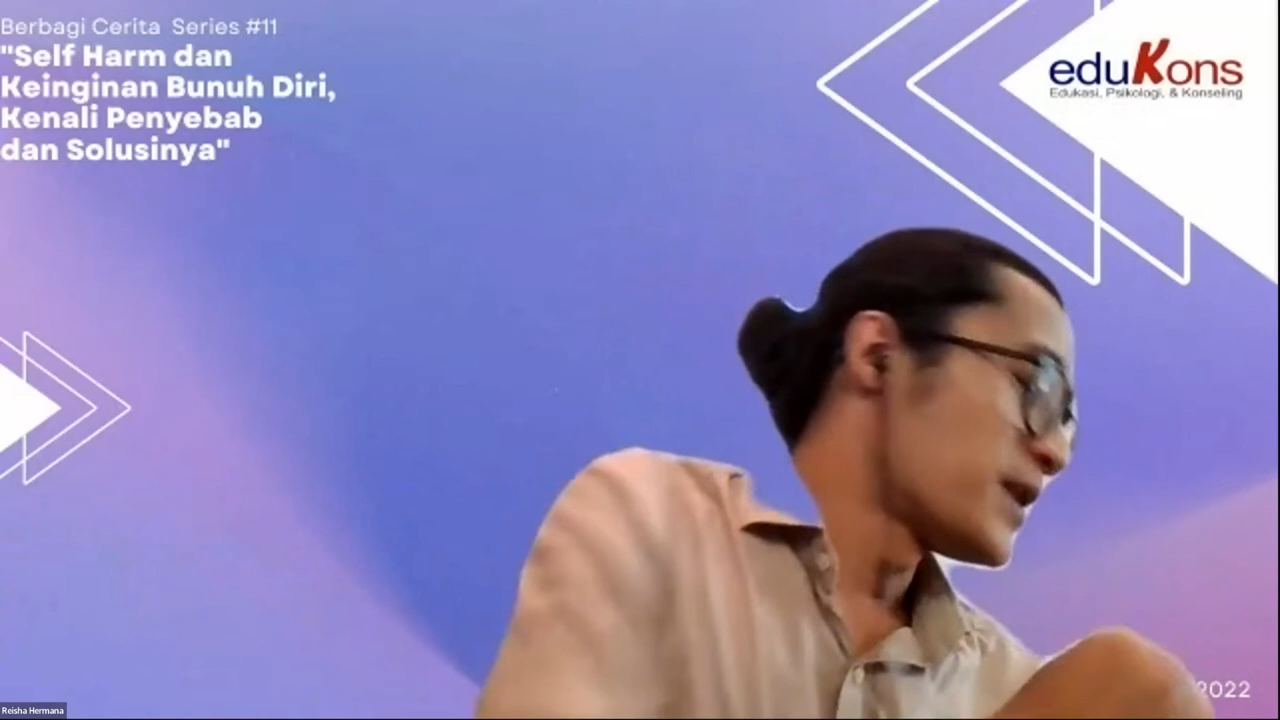 Berbagi Cerita Series #11
"Self Harm dan
Keinginan Bunuh Diri,
Kenali Penyebab
dan Solusinya"
eduKons
Edukasi, Psikologi, & Konseling
2022
Reisha Hermana